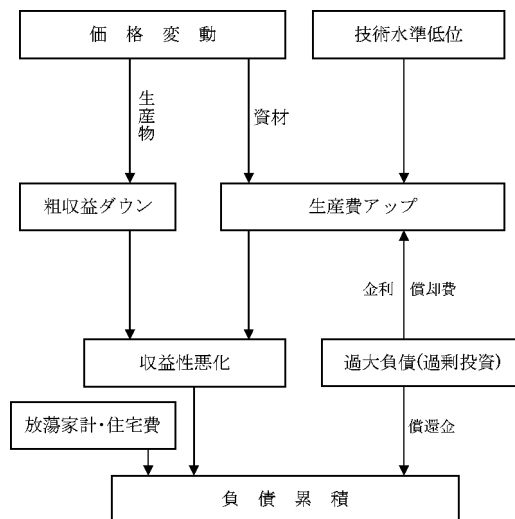 価 格 変 動
技術水準低位
生産物
資材
粗収益ダウン
生産費アップ
金利
償却費
収益性悪化
過大負債(過剰投資)
放蕩家計・住宅費
償還金
負 債 累 積